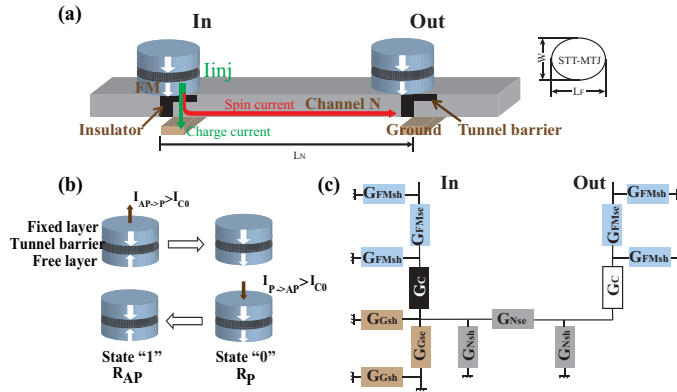 (a)
In
Out
Iinj
FM
W
STT-MTJ
LF
Spin current
Channel N
Insulator
Charge current
Ground
Tunnel barrier
LN
(b)
I AP->P>IC0
Fixed layer
Tunnel barrier
Free layer
I P->AP>IC0
State “1”
State “0”
RAP
RP
(c)
In
Out
GFMsh
GFMsh
GFMse
GFMse
GFMsh
GFMsh
GC
GC
GGsh
GNse
GGse
GNsh
GNsh
GGsh